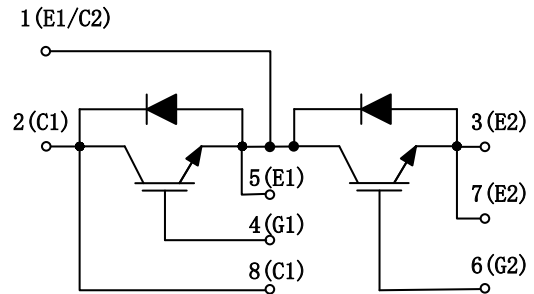 1(E1/C2)
2(C1)
3(E2)
5(E1)
7(E2)
4(G1)
8(C1)
6(G2)